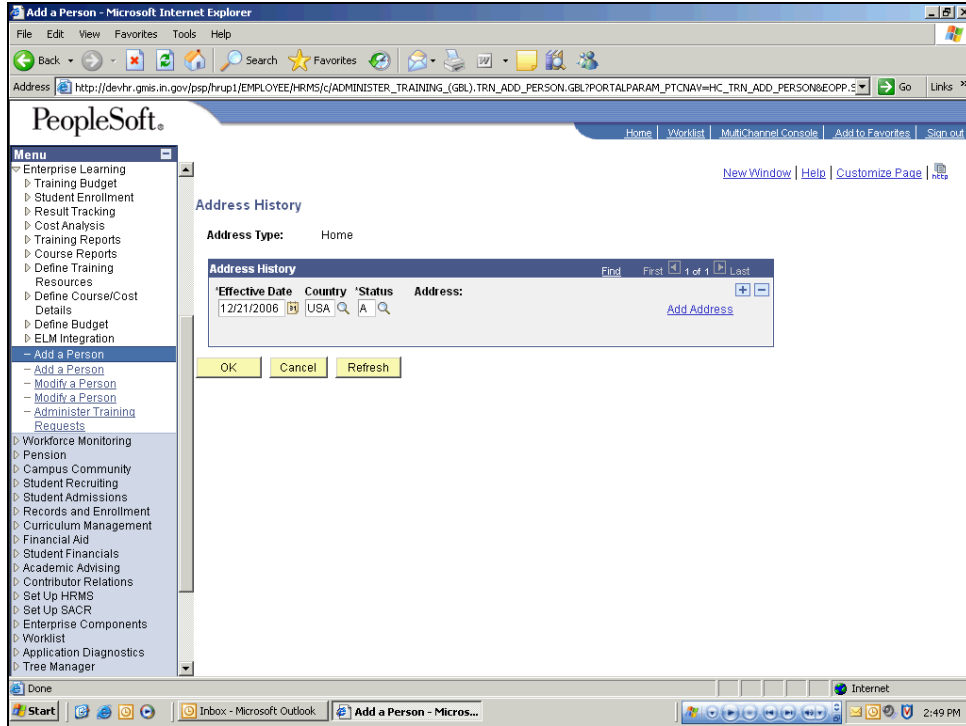 Add a Person - Microsoft Internet Explorer
File Edit View Favorites Tools Help
Back Search Favorites
Address http://devhr.gmis.in.gov/psp/hrup1/EMPLOYEE/HRMS/c/ADMINISTER_TRAINING_(GBL).TRN_ADD_PERSON.GBL?PORTALPARAM_PTCNAV=HC_TRN_ADD_PERSON&EOPP.S Go Links »
PeopleSoft.
Home Worklist MultiChannel Console Add to Favorites Sign out
Menu
New Window | Help | Customize Page | http
Enterprise Learning
Training Budget
Student Enrollment
Result Tracking
Cost Analysis
Training Reports
Course Reports
Define Training
Resources
Define Course/Cost
Details
Define Budget
ELM Integration
– Add a Person
– Add a Person
– Modify a Person
– Modify a Person
– Administer Training
Requests
Workforce Monitoring
Pension
Campus Community
Student Recruiting
Student Admissions
Records and Enrollment
Curriculum Management
Financial Aid
Student Financials
Academic Advising
Contributor Relations
Set Up HRMS
Set Up SACR
Enterprise Components
Worklist
Application Diagnostics
Tree Manager
Address History
Address Type: Home
Address History Find First 1 of 1 Last
*Effective Date Country *Status Address:
12/21/2006 USA A
Add Address
OK Cancel Refresh
Done Internet
Start Inbox - Microsoft Outlook Add a Person - Micros... 2:49 PM